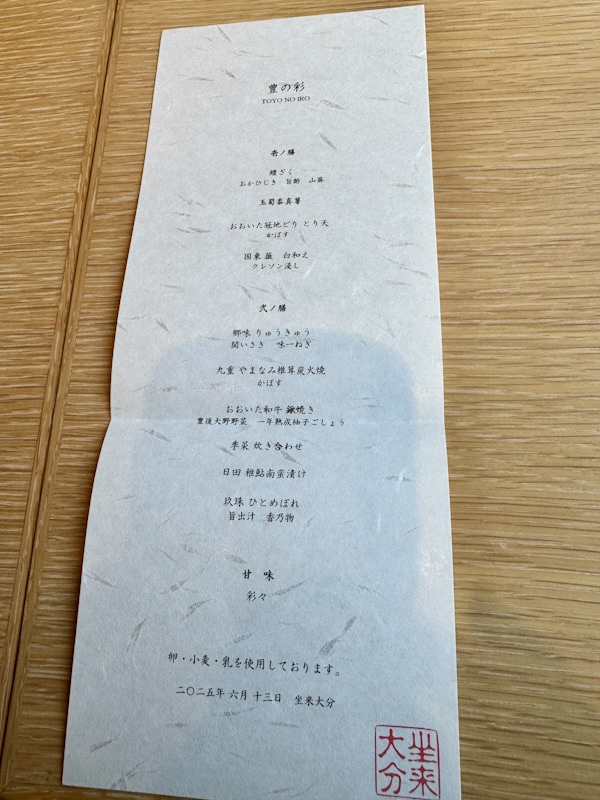 豊の彩
TOYO NO IRO
壱ノ膳
鱧ざく
おかひじき 旨酢 山葵
玉蜀黍真薯
おおいた冠地どり とり天
かぼす
国東 蕨 白和え
クレソン浸し
弐ノ膳
郷味 りゅうきゅう
関いさき 味一ねぎ
九重 やまなみ椎茸炭火焼
かぼす
おおいた和牛 鍬焼き
豊後大野野菜 一年熟成柚子ごしょう
季菜 炊き合わせ
日田 稚鮎南蛮漬け
玖珠 ひとめぼれ
旨出汁 香乃物
甘 味
彩々
卵・小麦・乳を使用しております。
二〇二五年 六月 十三日 坐来大分
坐来大分